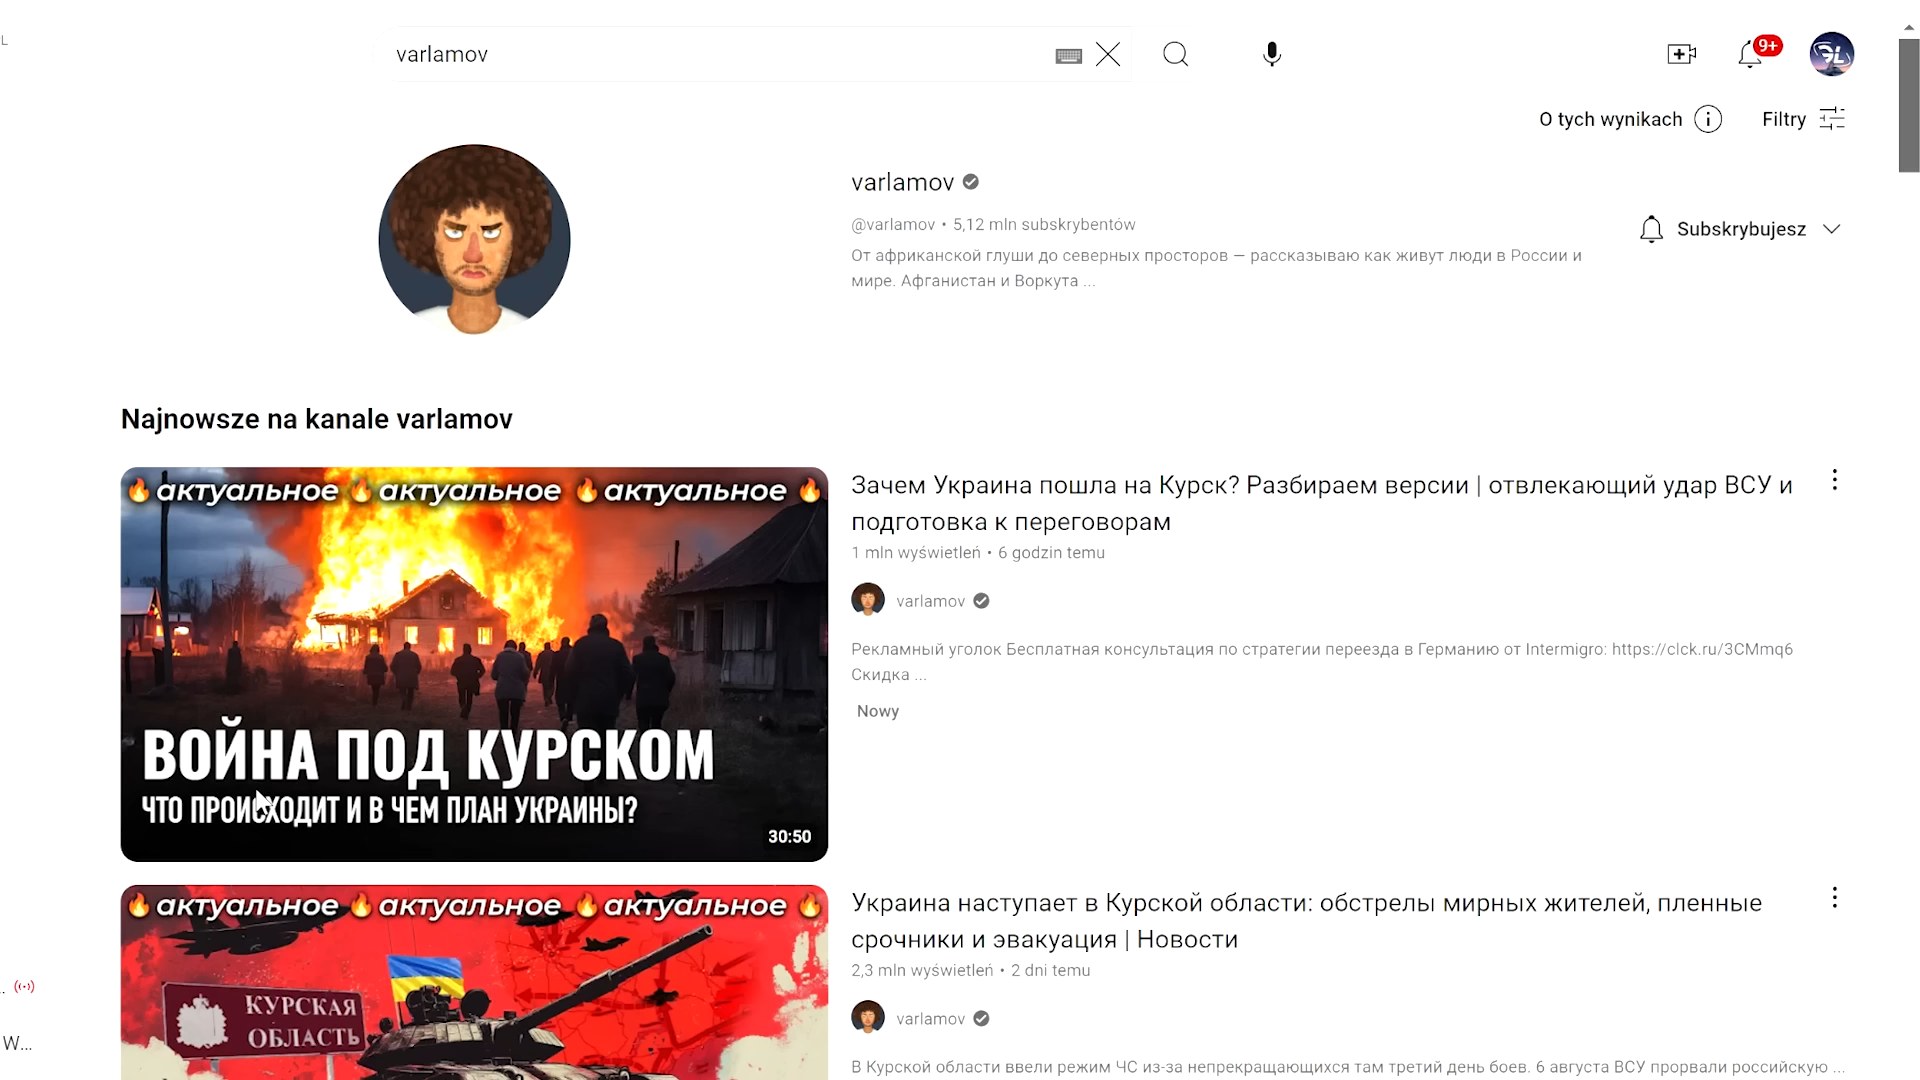 L
varlamov
9+
O tych wynikach
Filtry
varlamov
@varlamov • 5,12 mln subskrybentów
От африканской глуши до северных просторов — рассказываю как живут люди в России и
мире. Афганистан и Воркута ...
Subskrybujesz
Najnowsze na kanale varlamov
актуальное актуальное актуальное
ВОЙНА ПОД КУРСКОМ
ЧТО ПРОИСХОДИТ И В ЧЕМ ПЛАН УКРАИНЫ?
30:50
Зачем Украина пошла на Курск? Разбираем версии | отвлекающий удар ВСУ и
подготовка к переговорам
1 mln wyświetleń • 6 godzin temu
varlamov
Рекламный уголок Бесплатная консультация по стратегии переезда в Германию от Intermigro: https://clck.ru/3CMmq6
Скидка ...
Nowy
актуальное актуальное актуальное
КУРСКАЯ
ОБЛАСТЬ
Украина наступает в Курской области: обстрелы мирных жителей, пленные
срочники и эвакуация | Новости
2,3 mln wyświetleń • 2 dni temu
varlamov
В Курской области ввели режим ЧС из-за непрекращающихся там третий день боев. 6 августа ВСУ прорвали российскую ...
W...